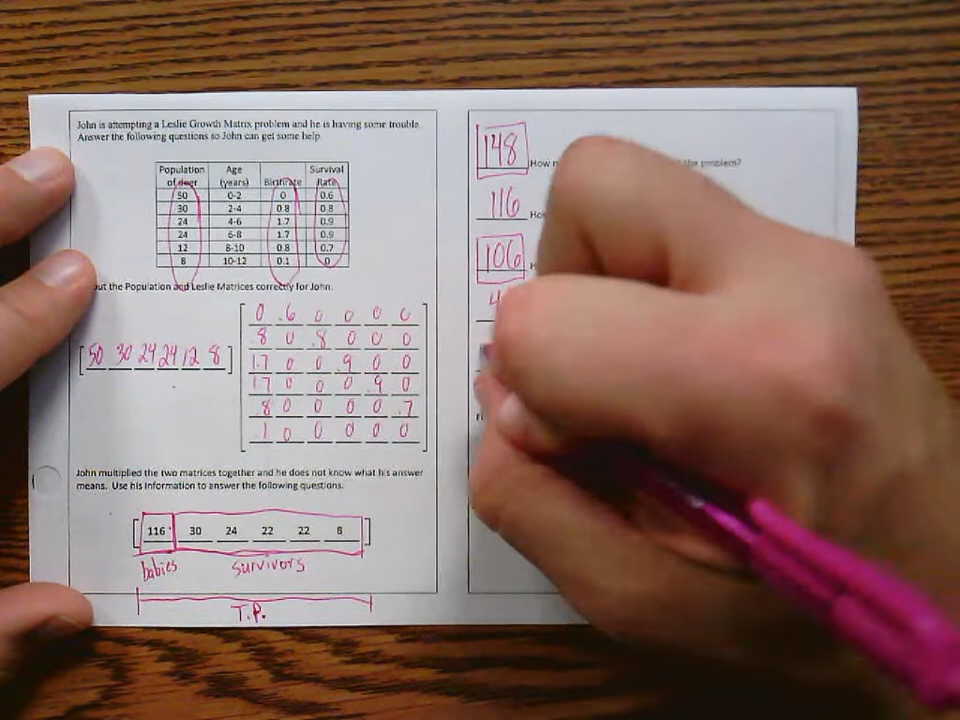 John is attempting a Leslie Growth Matrix problem and he is having some trouble.
Answer the following questions so John can get some help.
Population of deer Age (years) Birthrate Survival Rate
50 0-2 0 0.6
30 2-4 0.8 0.8
24 4-6 1.7 0.9
24 6-8 1.7 0.9
12 8-10 0.8 0.7
8 10-12 0.1 0
out the Population and Leslie Matrices correctly for John.
0 .6 0 0 0 0
.8 0 .8 0 0 0
[50 30 24 24 12 8]
1.7 0 0 .9 0 0
1.7 0 0 0 .9 0
.8 0 0 0 0 .7
.1 0 0 0 0 0
John multiplied the two matrices together and he does not know what his answer
means. Use his information to answer the following questions.
[116 30 24 22 22 8]
babies survivors
T.P.
148 How the problem?
116
106
4